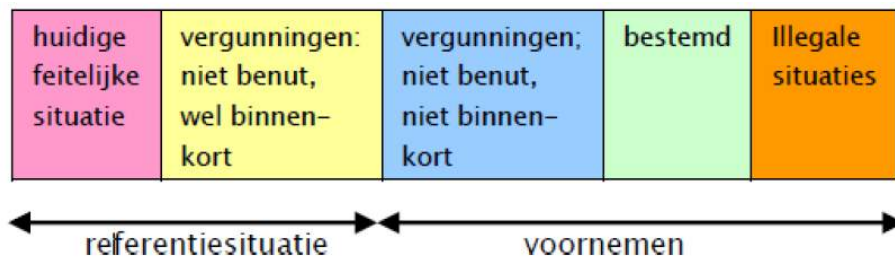 huidige
feitelijke
situatie
vergunningen:
niet benut,
wel binnen-
kort
vergunningen;
niet benut,
niet binnen-
kort
bestemd
Illegale
situaties
referentiesituatie
voornemen